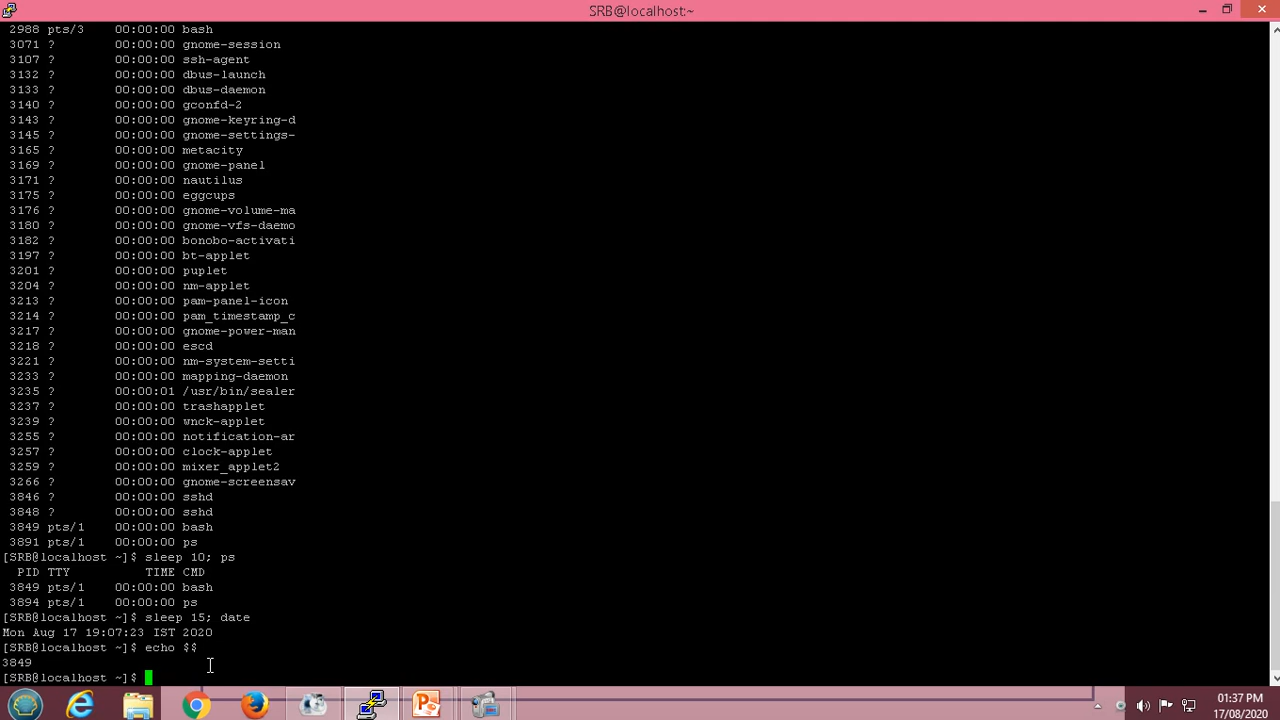 SRB@localhost:~
2988 pts/3    00:00:00 bash
3071 ?        00:00:00 gnome-session
3107 ?        00:00:00 ssh-agent
3132 ?        00:00:00 dbus-launch
3133 ?        00:00:00 dbus-daemon
3140 ?        00:00:00 gconfd-2
3143 ?        00:00:00 gnome-keyring-d
3145 ?        00:00:00 gnome-settings-
3165 ?        00:00:00 metacity
3169 ?        00:00:00 gnome-panel
3171 ?        00:00:00 nautilus
3175 ?        00:00:00 eggcups
3176 ?        00:00:00 gnome-volume-ma
3180 ?        00:00:00 gnome-vfs-daemo
3182 ?        00:00:00 bonobo-activati
3197 ?        00:00:00 bt-applet
3201 ?        00:00:00 puplet
3204 ?        00:00:00 nm-applet
3213 ?        00:00:00 pam-panel-icon
3214 ?        00:00:00 pam_timestamp_c
3217 ?        00:00:00 gnome-power-man
3218 ?        00:00:00 escd
3221 ?        00:00:00 nm-system-setti
3233 ?        00:00:00 mapping-daemon
3235 ?        00:00:01 /usr/bin/sealer
3237 ?        00:00:00 trashapplet
3239 ?        00:00:00 wnck-applet
3255 ?        00:00:00 notification-ar
3257 ?        00:00:00 clock-applet
3259 ?        00:00:00 mixer_applet2
3266 ?        00:00:00 gnome-screensav
3846 ?        00:00:00 sshd
3848 ?        00:00:00 sshd
3849 pts/1    00:00:00 bash
3891 pts/1    00:00:00 ps
[SRB@localhost ~]$ sleep 10; ps
PID TTY          TIME CMD
3849 pts/1    00:00:00 bash
3894 pts/1    00:00:00 ps
[SRB@localhost ~]$ sleep 15; date
Mon Aug 17 19:07:23 IST 2020
[SRB@localhost ~]$ echo $$
3849
[SRB@localhost ~]$
01:37 PM
17/08/2020